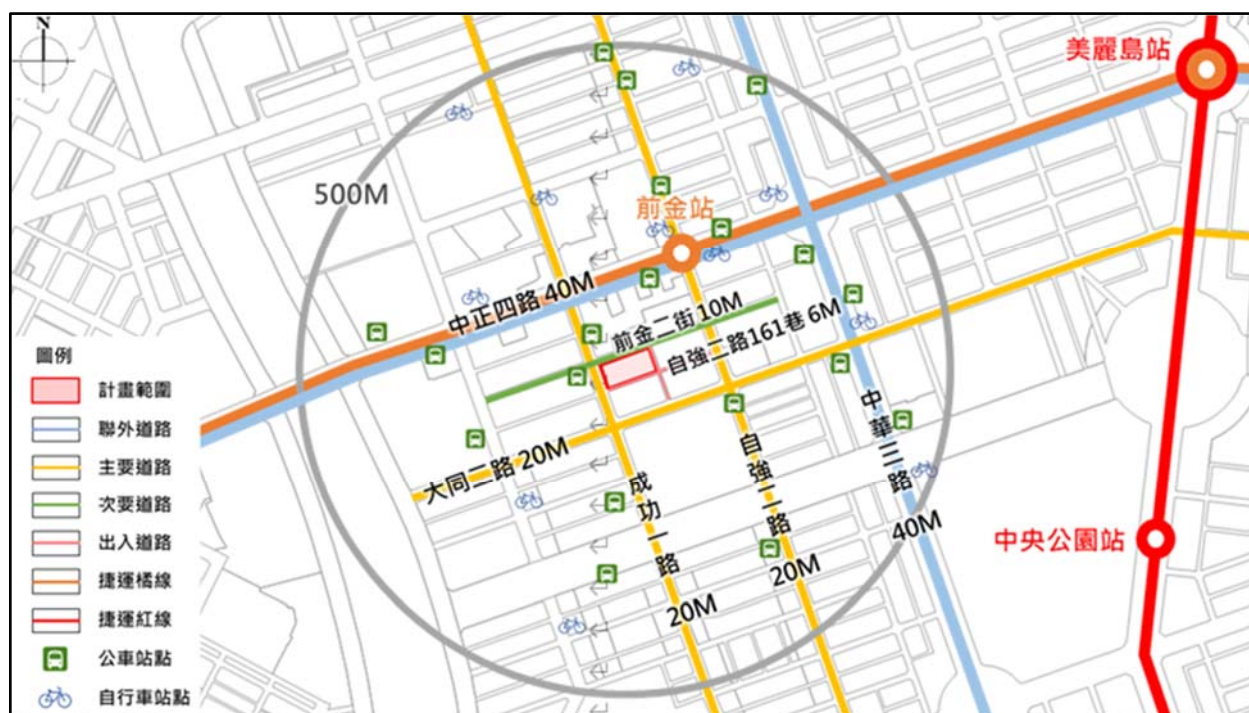 N
美麗島站
500M
前金站
中正四路 40M
前金二街 10M
自強二路161巷 6M
圖例
計畫範圍
聯外道路
主要道路
次要道路
出入道路
捷運橘線
捷運紅線
公車站點
自行車站點
大同二路 20M
成功一路
20M
自強二路
20M
中華三路
40M
中央公園站